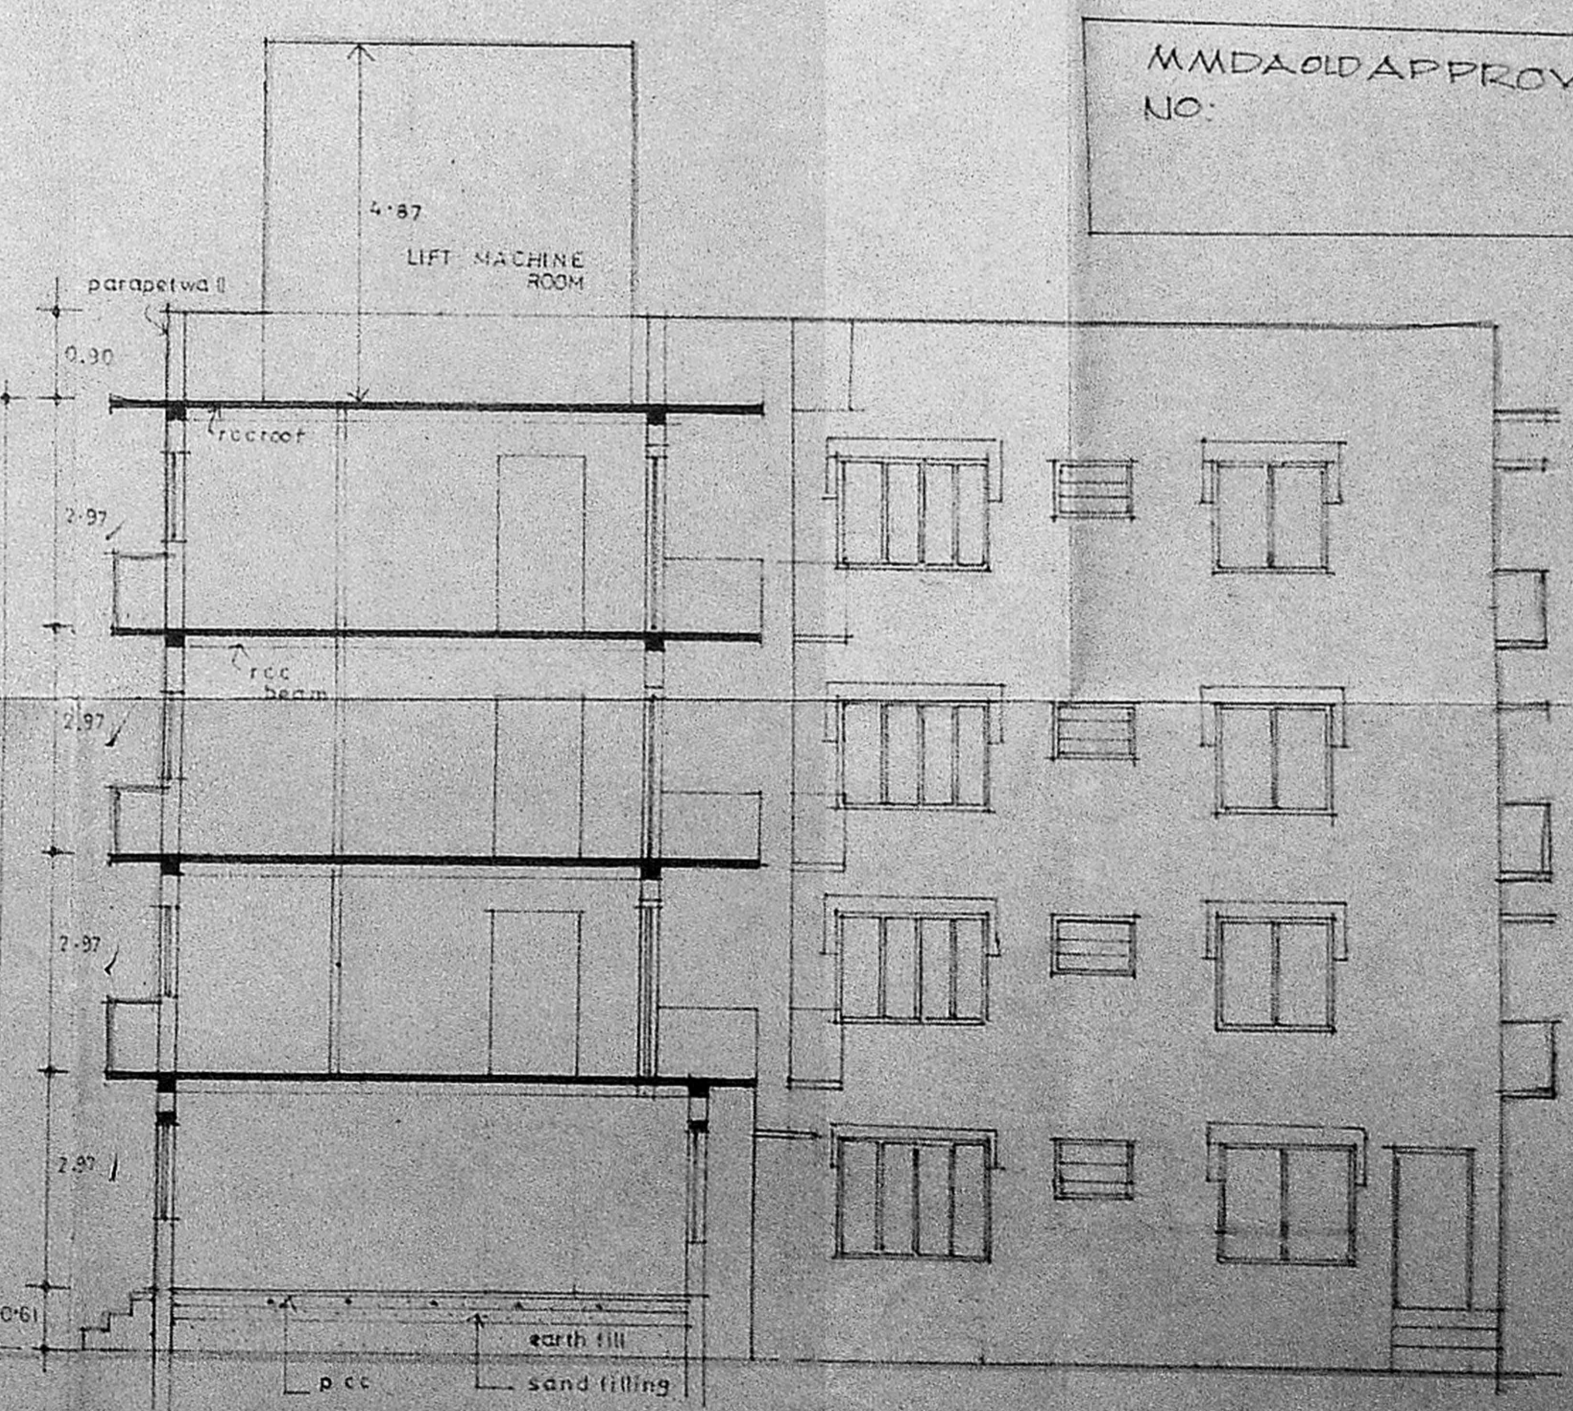 MMDA OLD APPROV
NO:
4.87
LIFT MACHINE
ROOM
parapet wall
0.90
rcc roof
2.97
rcc
beam
2.97
2.97
2.97
0.61
earth fill
p c c
sand filling